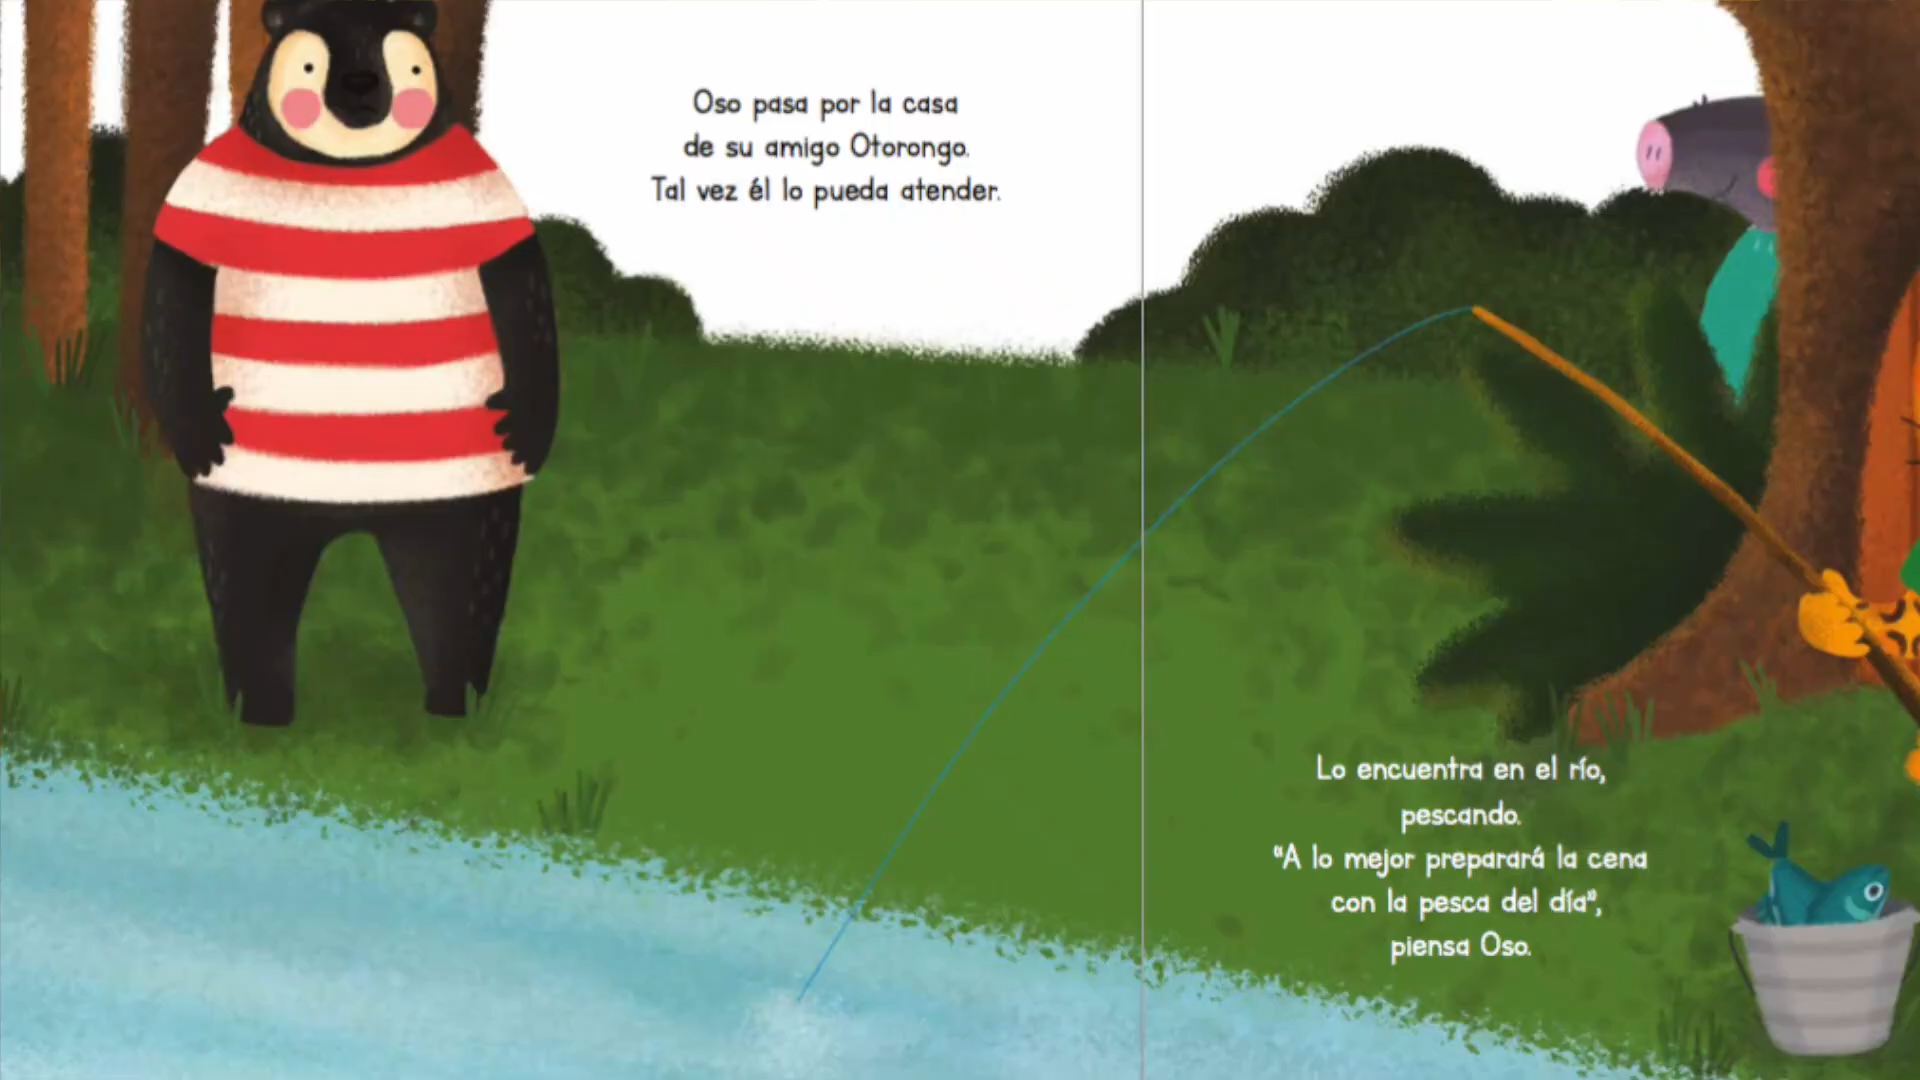 Oso pasa por la casa
de su amigo Otorongo.
Tal vez él lo pueda atender.
Lo encuentra en el río,
pescando.
"A lo mejor preparará la cena
con la pesca del día",
piensa Oso.